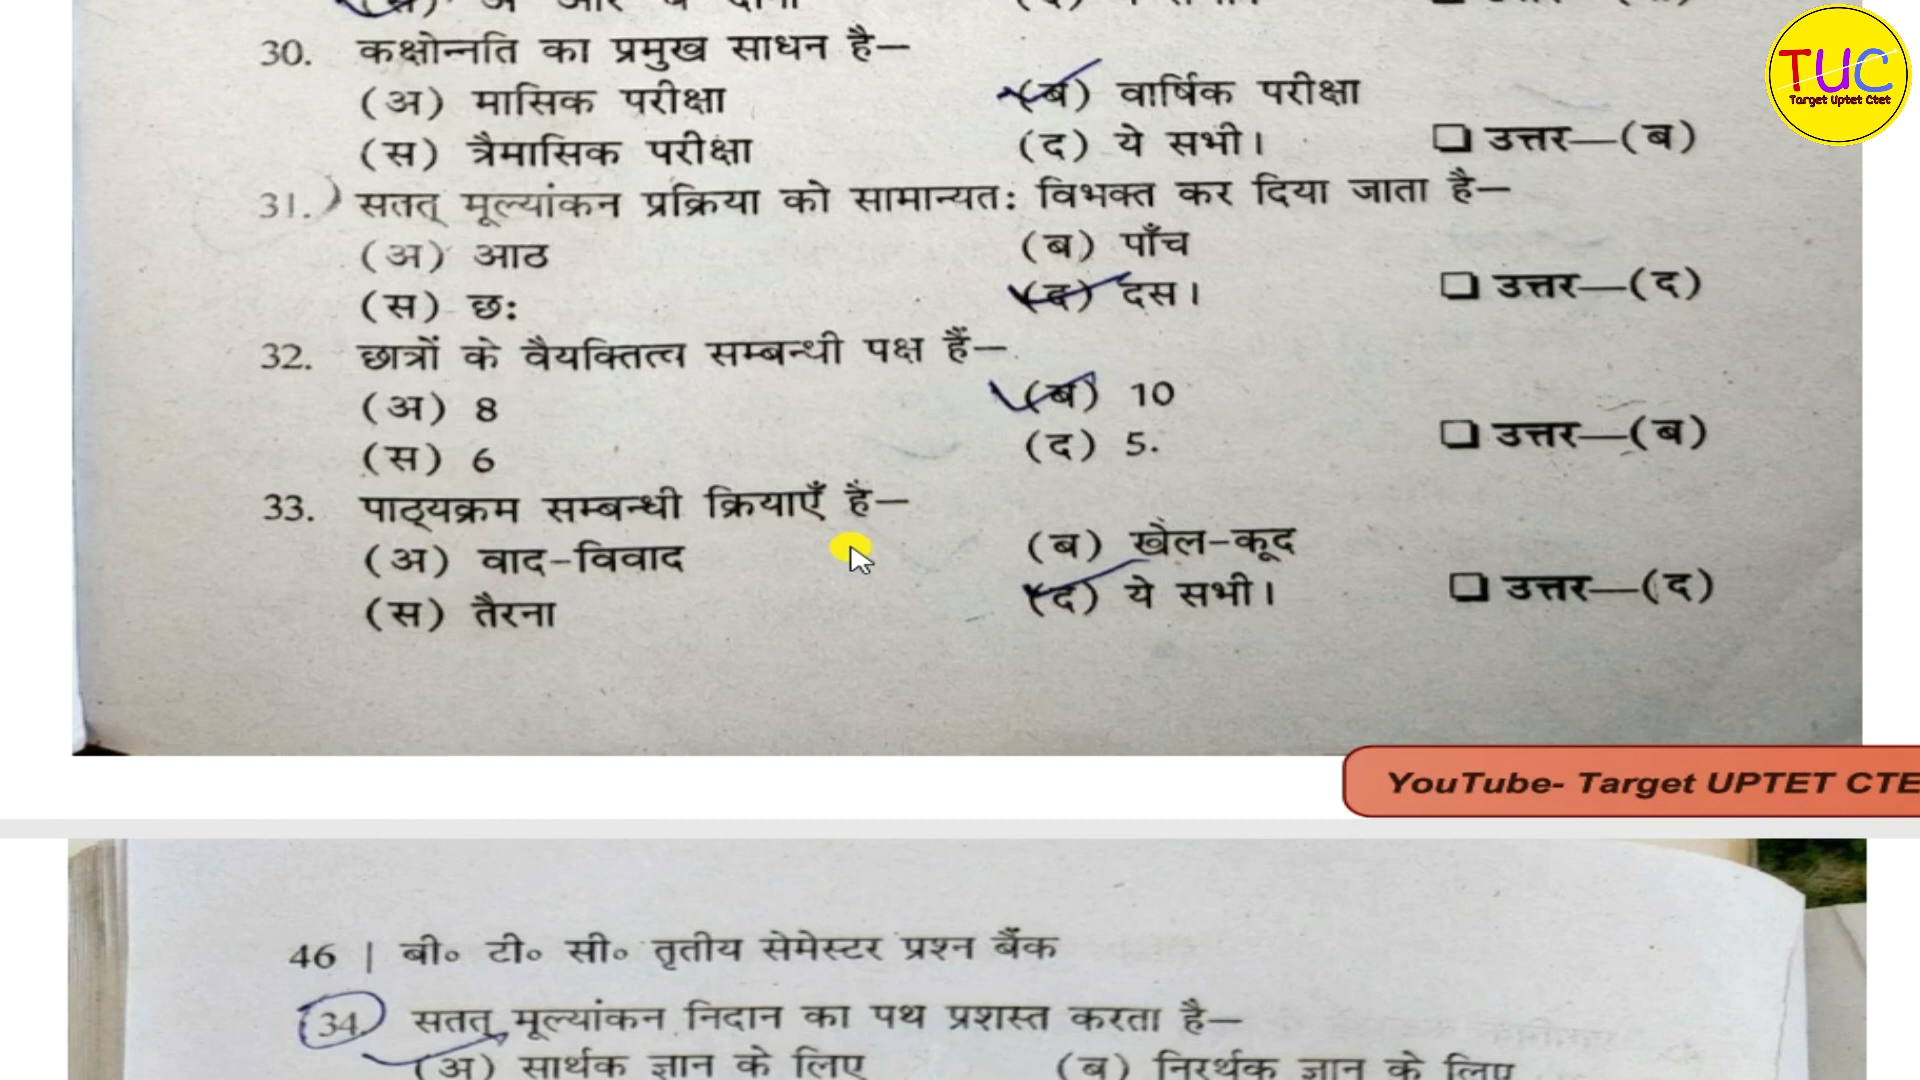 30. कक्षोन्नति का प्रमुख साधन है—
(अ) मासिक परीक्षा (ब) वार्षिक परीक्षा
(स) त्रैमासिक परीक्षा (द) ये सभी। ❑ उत्तर—(ब)
31. सतत् मूल्यांकन प्रक्रिया को सामान्यतः विभक्त कर दिया जाता है—
(अ) आठ (ब) पाँच
(स) छः (द) दस। ❑ उत्तर—(द)
32. छात्रों के वैयक्तित्व सम्बन्धी पक्ष हैं—
(अ) 8 (ब) 10
(स) 6 (द) 5. ❑ उत्तर—(ब)
33. पाठ्यक्रम सम्बन्धी क्रियाएँ है—
(अ) वाद-विवाद (ब) खेल-कूद
(स) तैरना (द) ये सभी। ❑ उत्तर—(द)
TUC
Target Uptet Ctet
YouTube- Target UPTET CTE
46 | बी॰ टी॰ सी॰ तृतीय सेमेस्टर प्रश्न बैंक
34 सतत् मूल्यांकन निदान का पथ प्रशस्त करता है—
(अ) सार्थक ज्ञान के लिए (ब) निरर्थक ज्ञान के लिए